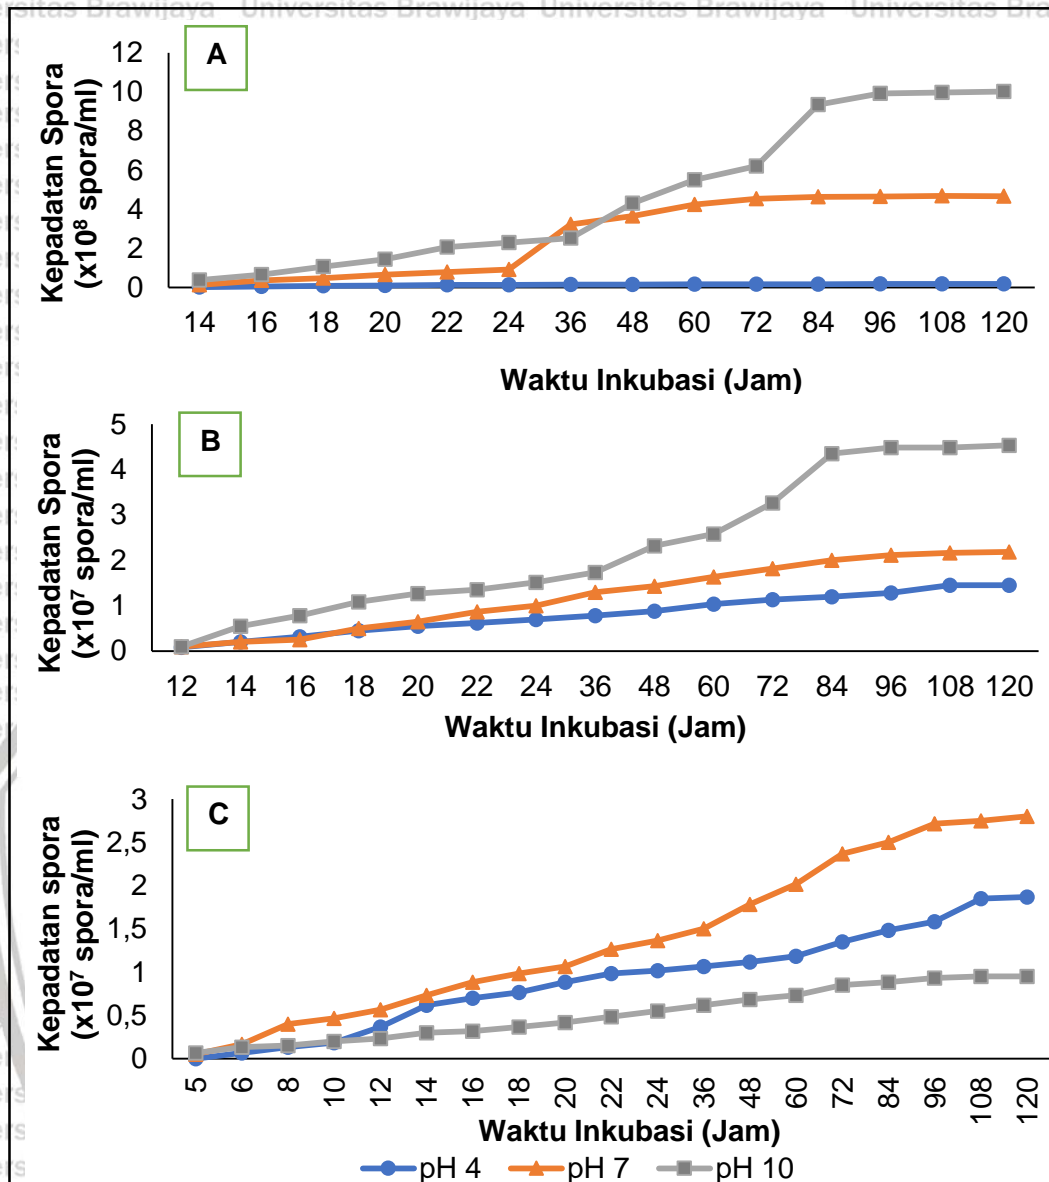 Universitas Brawijaya Universitas Brawijaya
A
Kepadatan Spora
(x10⁸ spora/ml)
12
10
8
6
4
2
0
14 16 18 20 22 24 36 48 60 72 84 96 108 120
Waktu Inkubasi (Jam)
B
Kepadatan Spora
(x10⁷ spora/ml)
5
4
3
2
1
0
12 14 16 18 20 22 24 36 48 60 72 84 96 108 120
Waktu Inkubasi (Jam)
C
Kepadatan spora
(x10⁷ spora/ml)
3
2,5
2
1,5
1
0,5
0
5 6 8 10 12 14 16 18 20 22 24 36 48 60 72 84 96 108 120
Waktu Inkubasi (Jam)
pH 4 pH 7 pH 10